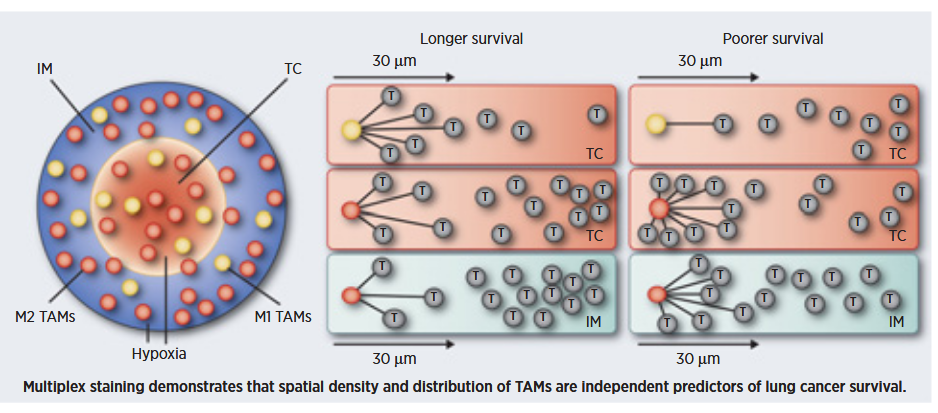 Longer survival
Poorer survival
30 μm
30 μm
IM
TC
T
T
T
T
T
T
T
T
TC
T
T
T
T
T
T
T
T
TC
T
T
T
T
T
T
T
T
T
T
T
T
T
TC
T
T
T
T
T
T
T
T
T
T
T
T
T
TC
T
T
T
T
T
T
T
T
T
T
T
T
T
T
IM
T
T
T
T
T
T
T
T
T
T
T
T
T
T
IM
M2 TAMs
M1 TAMs
Hypoxia
30 μm
30 μm
Multiplex staining demonstrates that spatial density and distribution of TAMs are independent predictors of lung cancer survival.